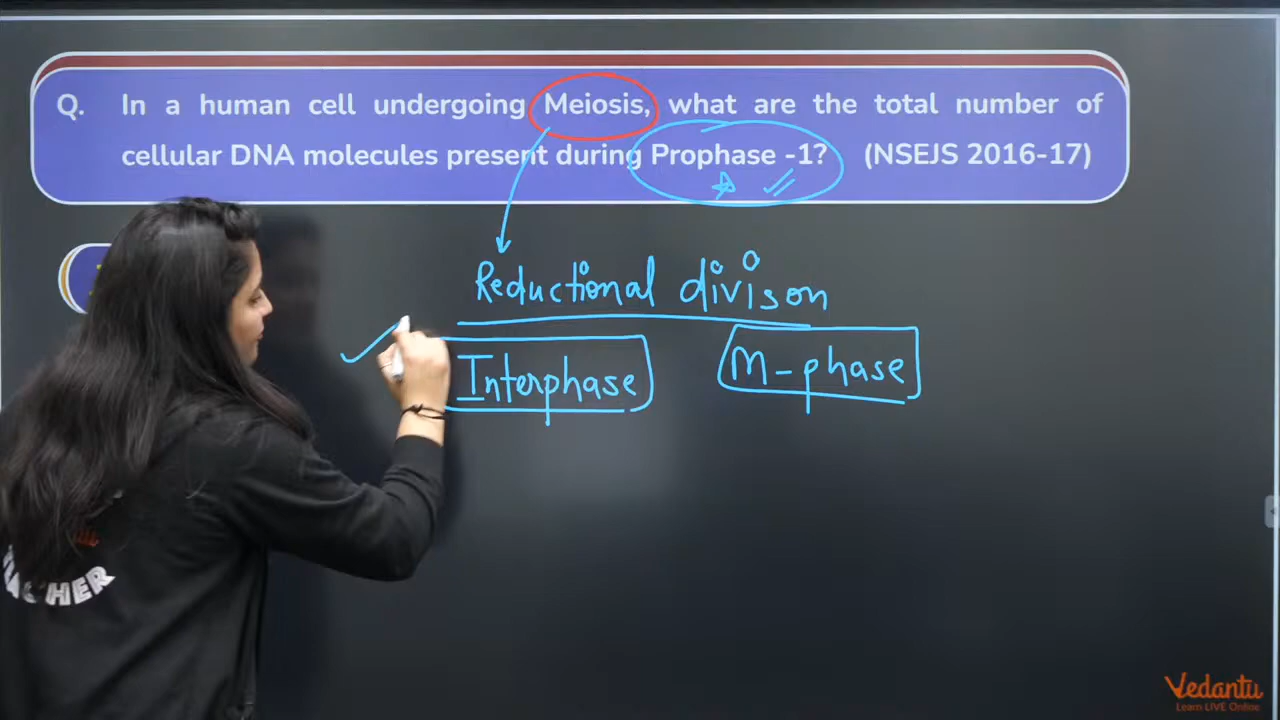 Q. In a human cell undergoing Meiosis, what are the total number of
cellular DNA molecules present during Prophase -1? (NSEJS 2016-17)
Reductional divison
Interphase M-phase
HER
Vedantu
Learn LIVE Online